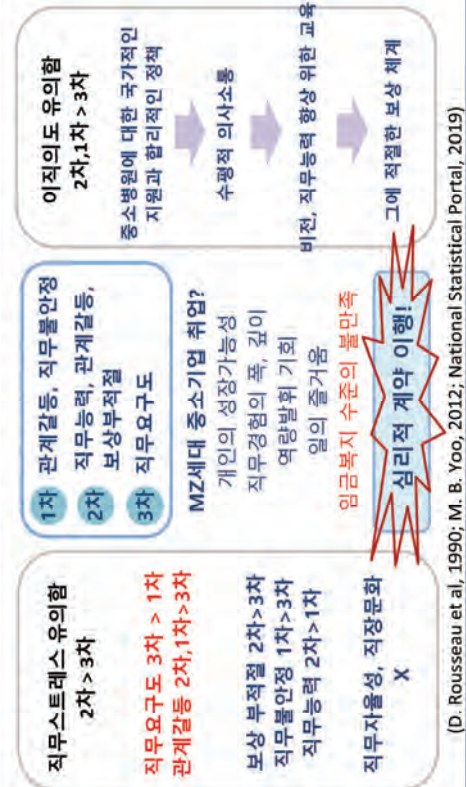 직무스트레스 유의함
2차 > 3차
직무요구도 3차 > 1차
관계갈등 2차,1차>3차
보상 부적절 2차>3차
직무불안정 1차>3차
직무능력 2차> 1차
직무자율성, 직장문화
X
1차 관계갈등, 직무불안정
2차 직무능력, 관계갈등,
보상부적절
3차 직무요구도
MZ세대 중소기업 취업?
개인의 성장가능성
직무경험의 폭, 깊이
역량발휘 기회
일의 즐거움
임금복지 수준의 불만족
심리적 계약 이행!
이직의도 유의함
2차,1차 > 3차
중소병원에 대한 국가적인
지원과 합리적인 정책
수평적 의사소통
비전, 직무능력 향상 위한 교육
그에 적절한 보상 체계
(D. Rousseau et al, 1990; M. B. Yoo, 2012; National Statistical Portal, 2019)